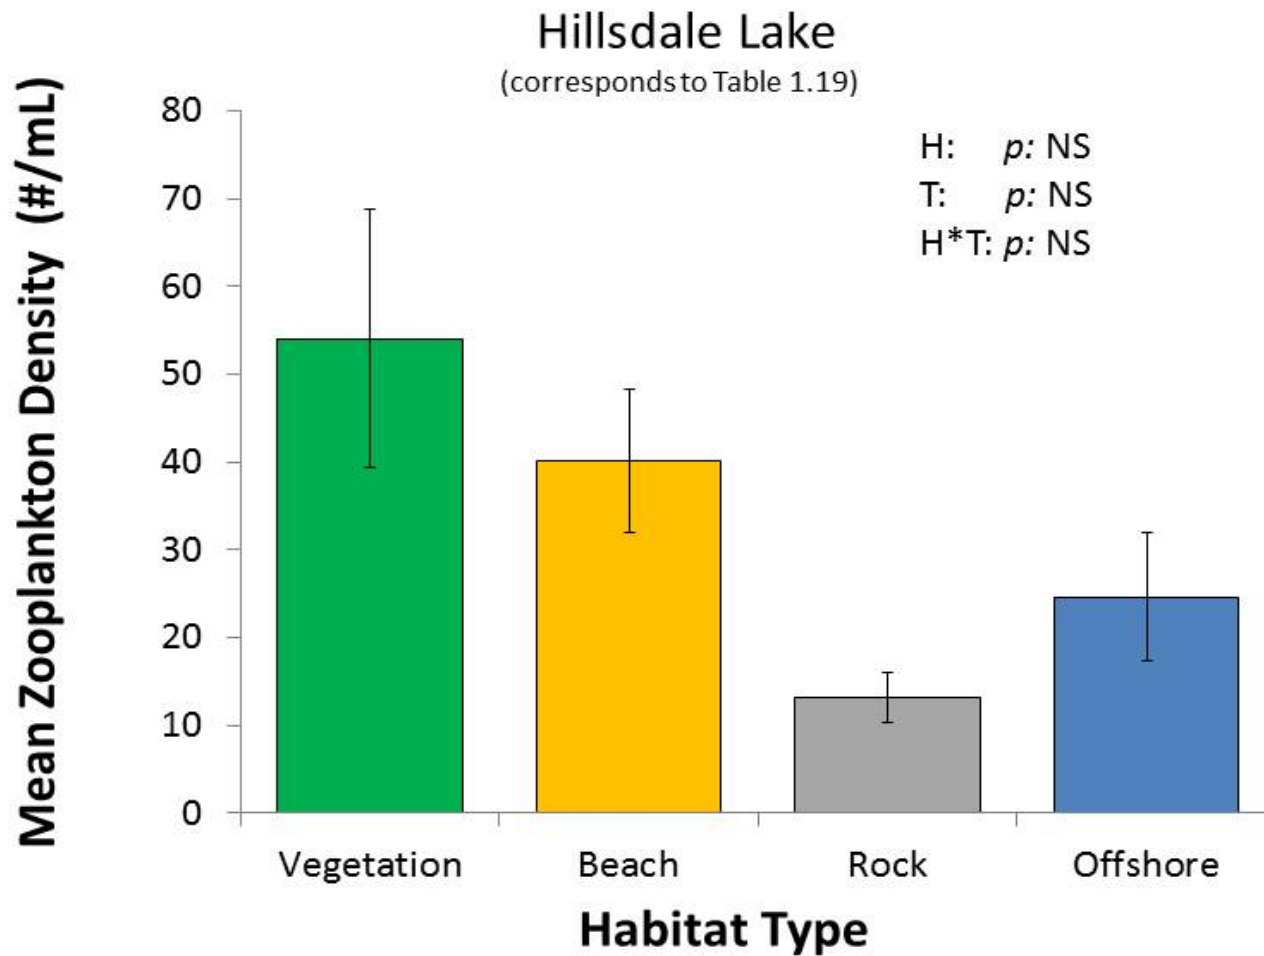 Hillsdale Lake
(corresponds to Table 1.19)
Mean Zooplankton Density (#/mL)
80
70
60
50
40
30
20
10
0
H: p: NS
T: p: NS
H*T: p: NS
Vegetation Beach Rock Offshore
Habitat Type